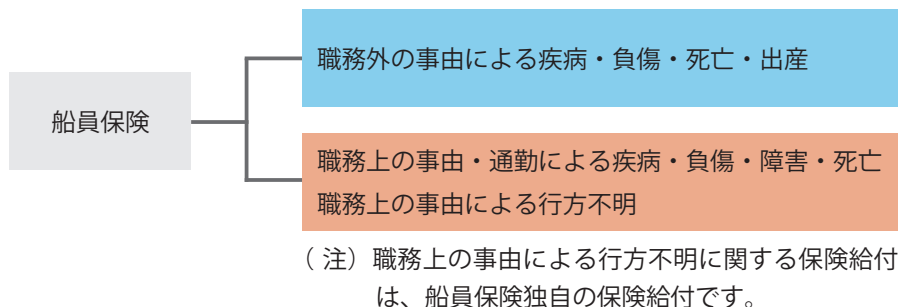 船員保険
職務外の事由による疾病・負傷・死亡・出産
職務上の事由・通勤による疾病・負傷・障害・死亡
職務上の事由による行方不明
（注）職務上の事由による行方不明に関する保険給付
は、船員保険独自の保険給付です。